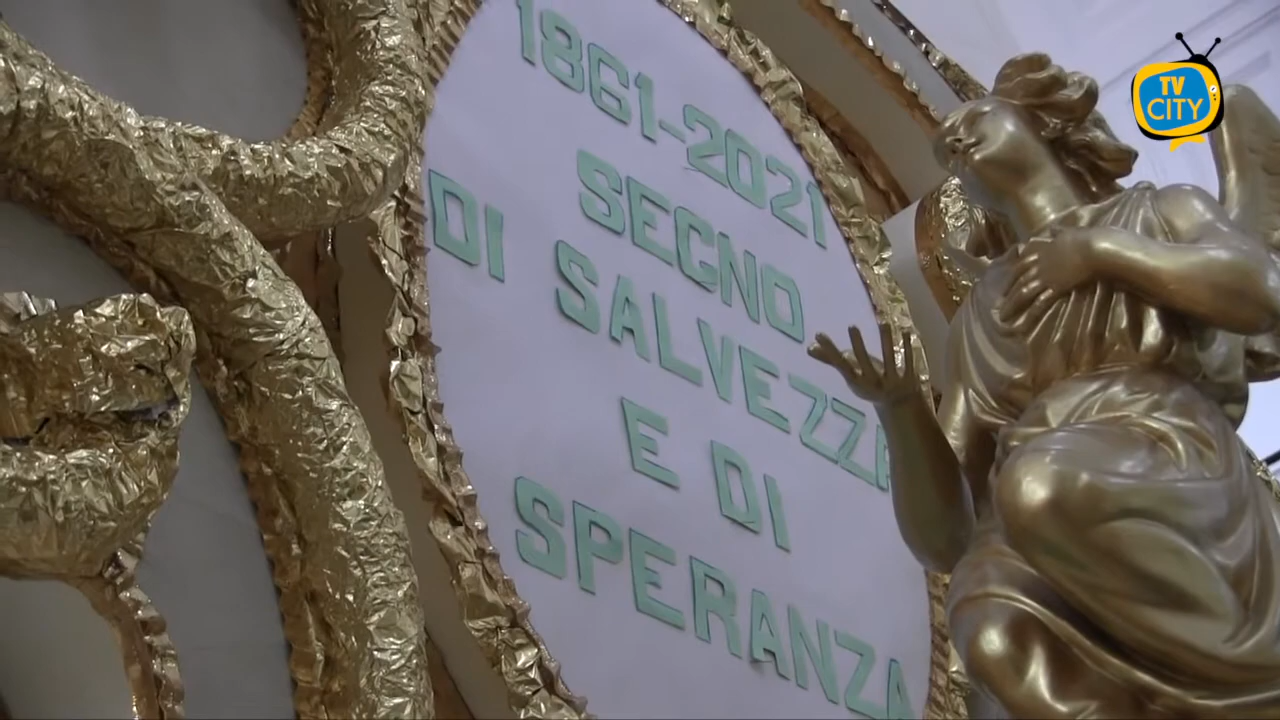 1861-2021
SEGNO
DI SALVEZZA
E DI
SPERANZA
TV
CITY